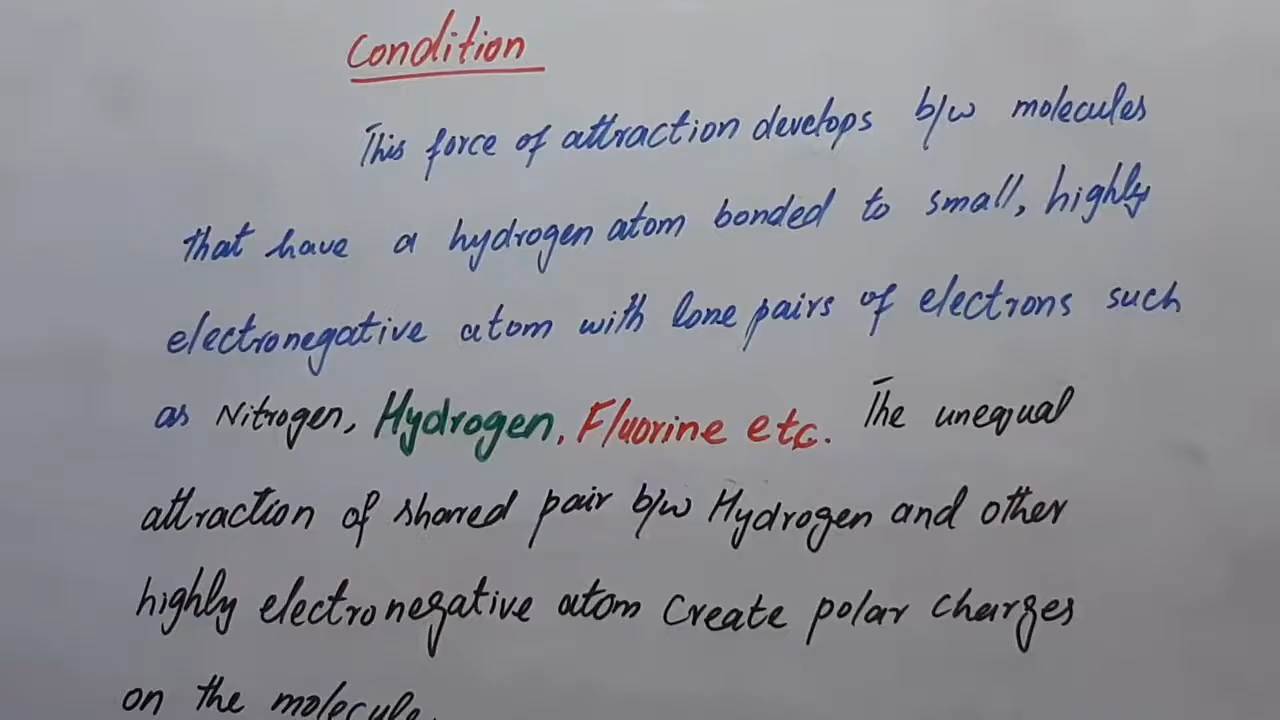 Condition
This force of attraction develops b/w molecules
that have a hydrogen atom bonded to small, highly
electronegative atom with lone pairs of electrons such
as Nitrogen, Hydrogen, Fluorine etc. The unequal
attraction of shared pair b/w Hydrogen and other
highly electronegative atom create polar charges
on the molecule.